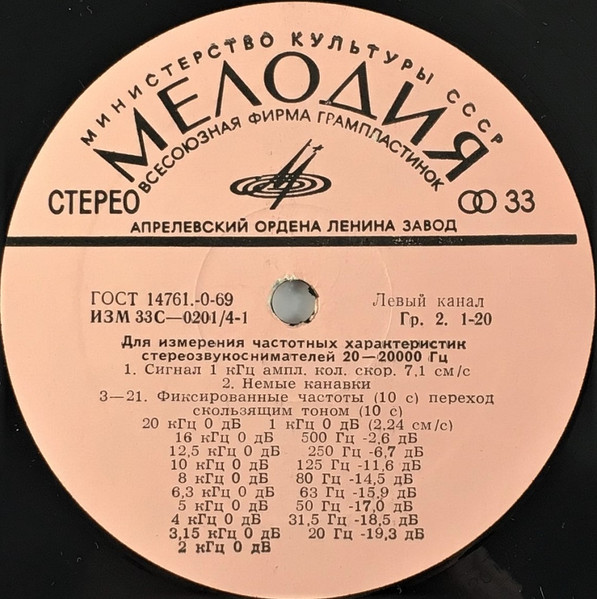 МИНИСТЕРСТВО КУЛЬТУРЫ СССР
МЕЛОДИЯ
ВСЕСОЮЗНАЯ ФИРМА ГРАМПЛАСТИНОК
СТЕРЕО 33
АПРЕЛЕВСКИЙ ОРДЕНА ЛЕНИНА ЗАВОД
ГОСТ 14761.-0-69 Левый канал
ИЗМ 33С—0201/4-1 Гр. 2. 1-20
Для измерения частотных характеристик
стереозвукоснимателей 20—20000 Гц
1. Сигнал 1 кГц ампл. кол. скор. 7,1 см/с
2. Немые канавки
3—21. Фиксированные частоты (10 с) переход
скользящим тоном (10 с)
20 кГц 0 дБ 1 кГц 0 дБ (2,24 см/с)
16 кГц 0 дБ 500 Гц -2,6 дБ
12,5 кГц 0 дБ 250 Гц -6,7 дБ
10 кГц 0 дБ 125 Гц -11,6 дБ
8 кГц 0 дБ 80 Гц -14,5 дБ
6,3 кГц 0 дБ 63 Гц -15,9 дБ
5 кГц 0 дБ 50 Гц -17,0 дБ
4 кГц 0 дБ 31,5 Гц -18,5 дБ
3,15 кГц 0 дБ 20 Гц -19,3 дБ
2 кГц 0 дБ